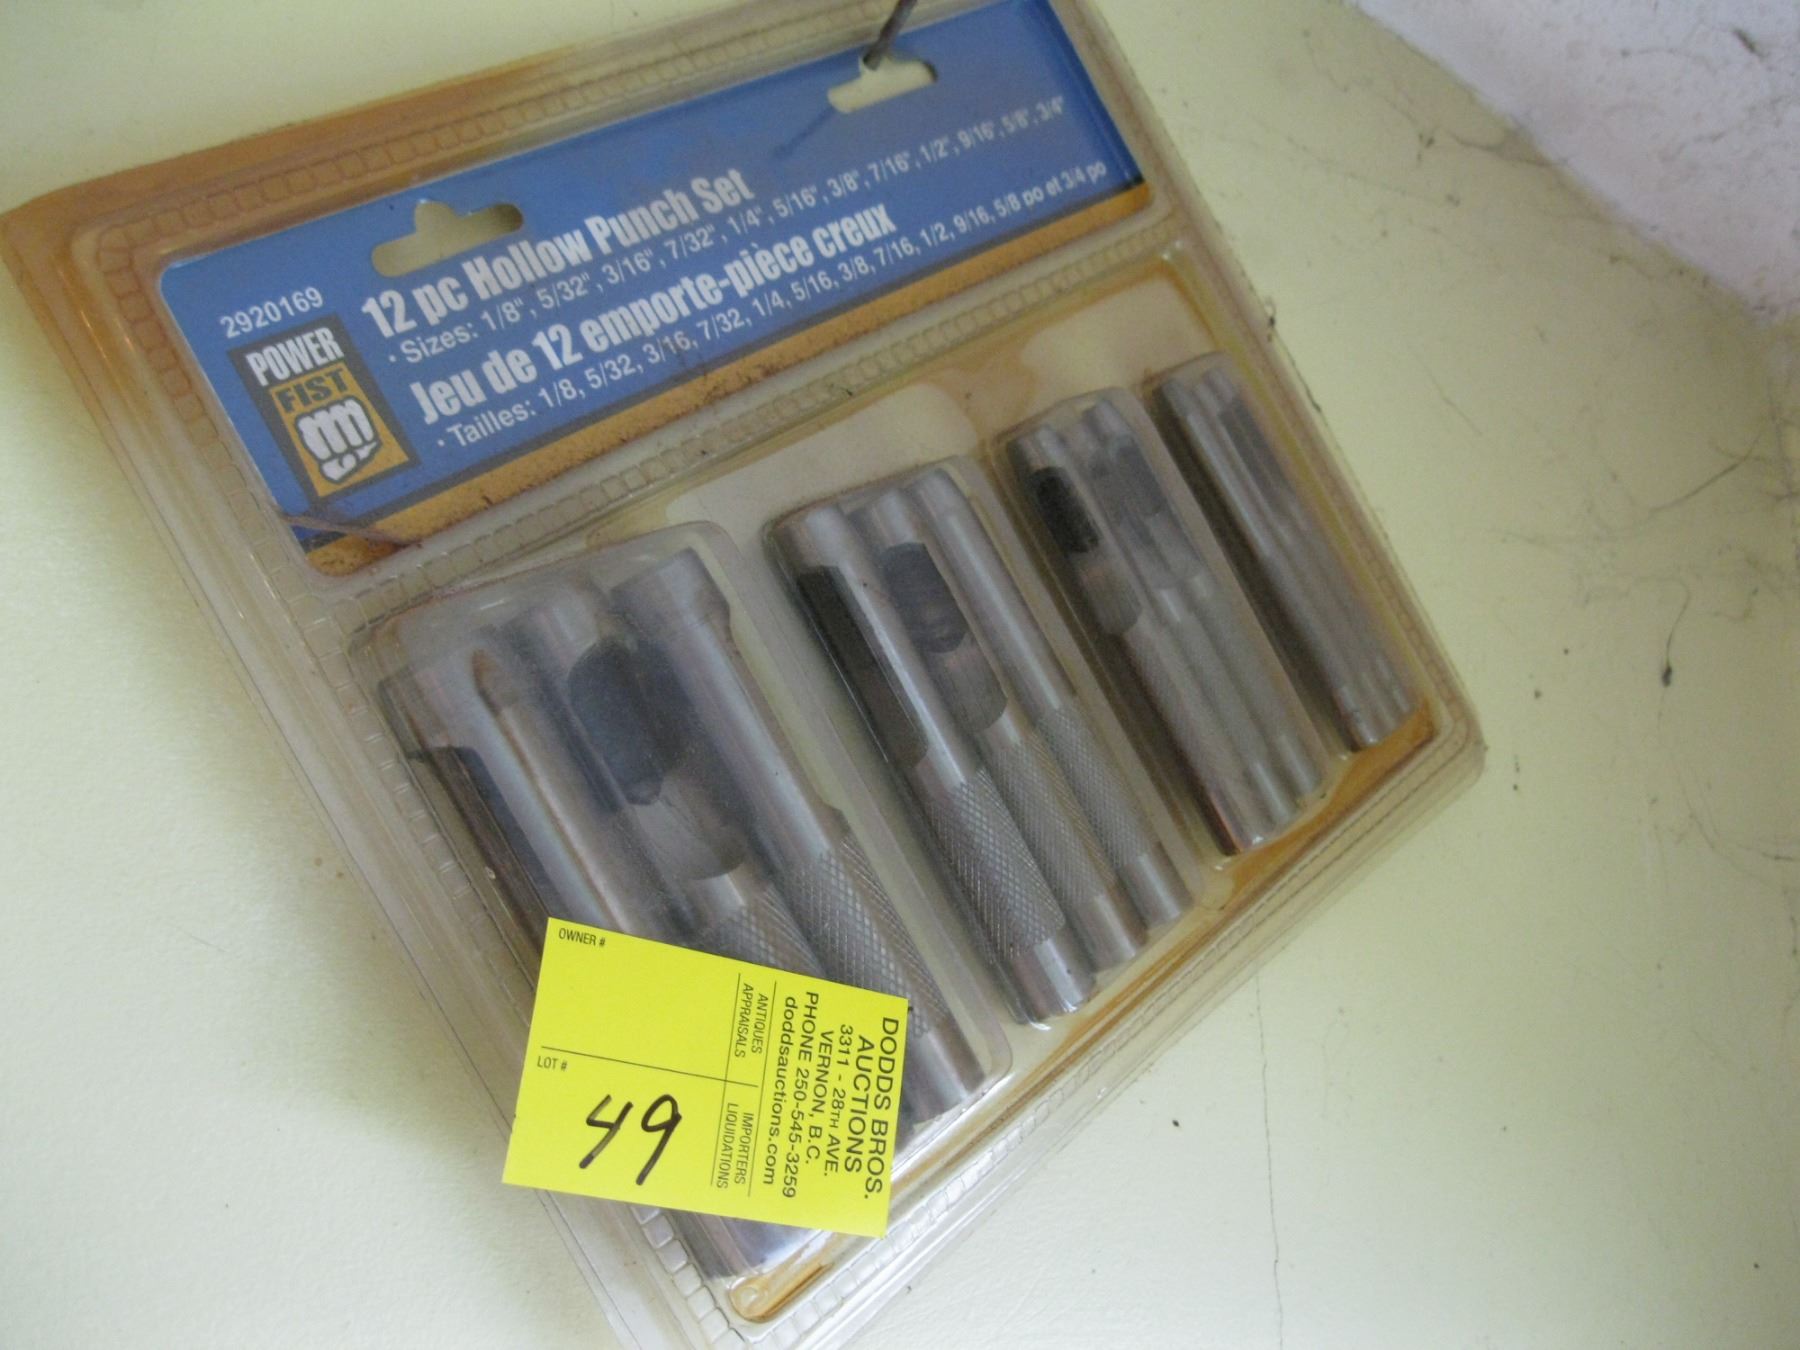 2920169
POWER
FIST
12 pc Hollow Punch Set
· Sizes: 1/8", 5/32", 3/16", 7/32", 1/4", 5/16", 3/8", 7/16", 1/2", 9/16", 5/8", 3/4"
Jeu de 12 emporte-pièce creux
· Tailles: 1/8, 5/32, 3/16, 7/32, 1/4, 5/16, 3/8, 7/16, 1/2, 9/16, 5/8 po et 3/4 po
OWNER #
LOT #
49
DODDS BROS.
AUCTIONS
3311 - 28TH AVE.
VERNON, B.C.
PHONE 250-545-3259
doddsauctions.com
ANTIQUES IMPORTERS
APPRAISALS LIQUIDATIONS